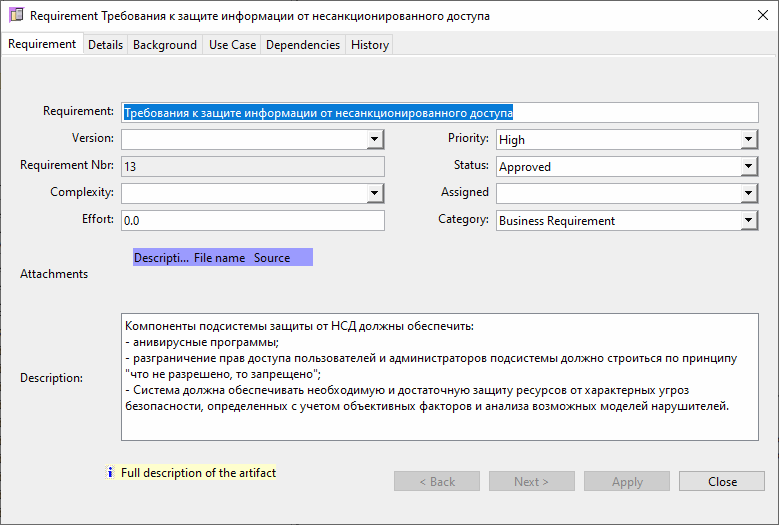 Requirement Требования к защите информации от несанкционированного доступа
Requirement Details Background Use Case Dependencies History
Requirement: Требования к защите информации от несанкционированного доступа
Version: Priority: High
Requirement Nbr: 13 Status: Approved
Complexity: Assigned
Effort: 0.0 Category: Business Requirement
Descripti... File name Source
Attachments
Компоненты подсистемы защиты от НСД должны обеспечить:
- анивирусные программы;
- разграничение прав доступа пользователей и администраторов подсистемы должно строиться по принципу
"что не разрешено, то запрещено";
Description:
- Система должна обеспечивать необходимую и достаточную защиту ресурсов от характерных угроз
безопасности, определенных с учетом объективных факторов и анализа возможных моделей нарушителей.
i Full description of the artifact
< Back Next > Apply Close